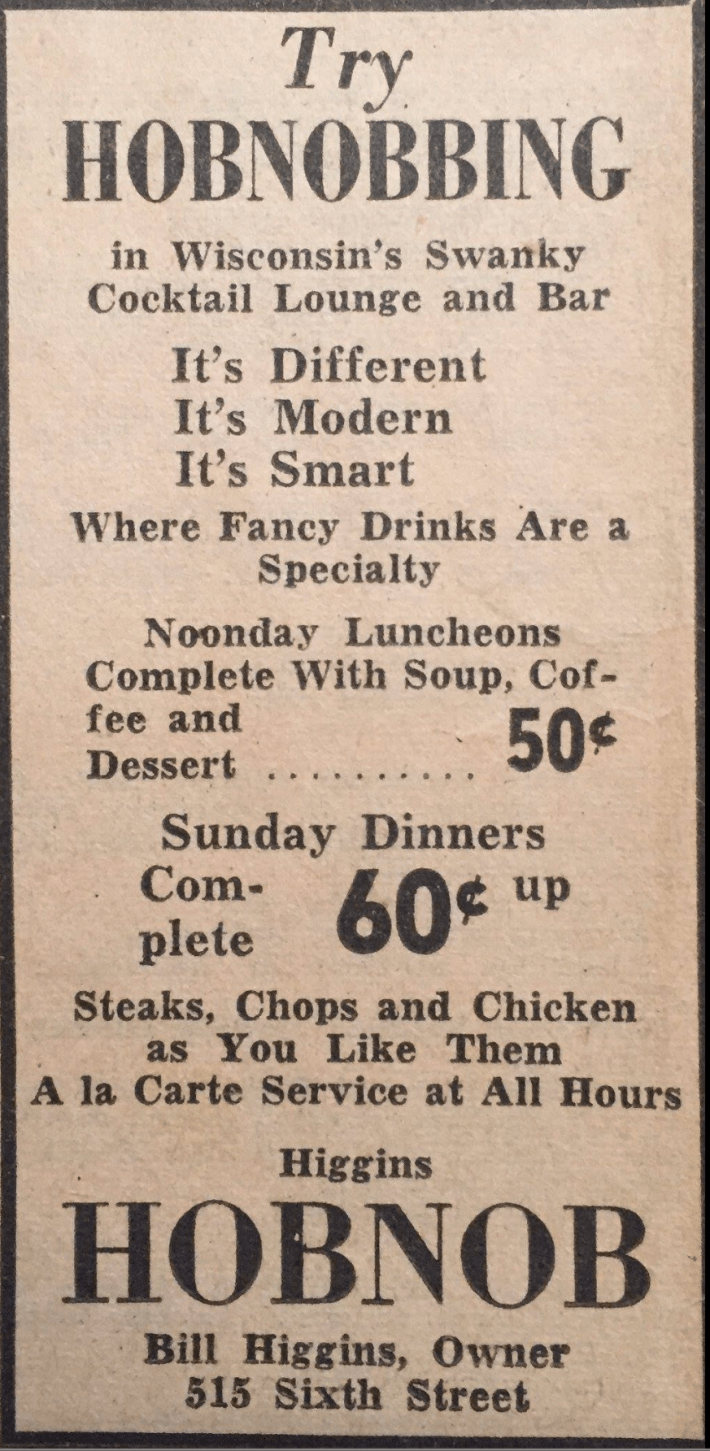 Try
HOBNOBBING
in Wisconsin's Swanky
Cocktail Lounge and Bar
It's Different
It's Modern
It's Smart
Where Fancy Drinks Are a
Specialty
Noonday Luncheons
Complete With Soup, Cof-
fee and
Dessert .......... 50¢
Sunday Dinners
Com- 60¢ up
plete
Steaks, Chops and Chicken
as You Like Them
A la Carte Service at All Hours
Higgins
HOBNOB
Bill Higgins, Owner
515 Sixth Street